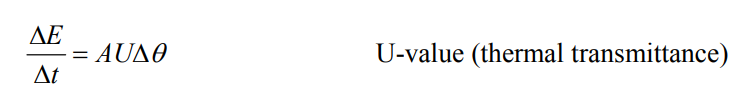 ΔE/Δt = AUΔθ U-value (thermal transmittance)